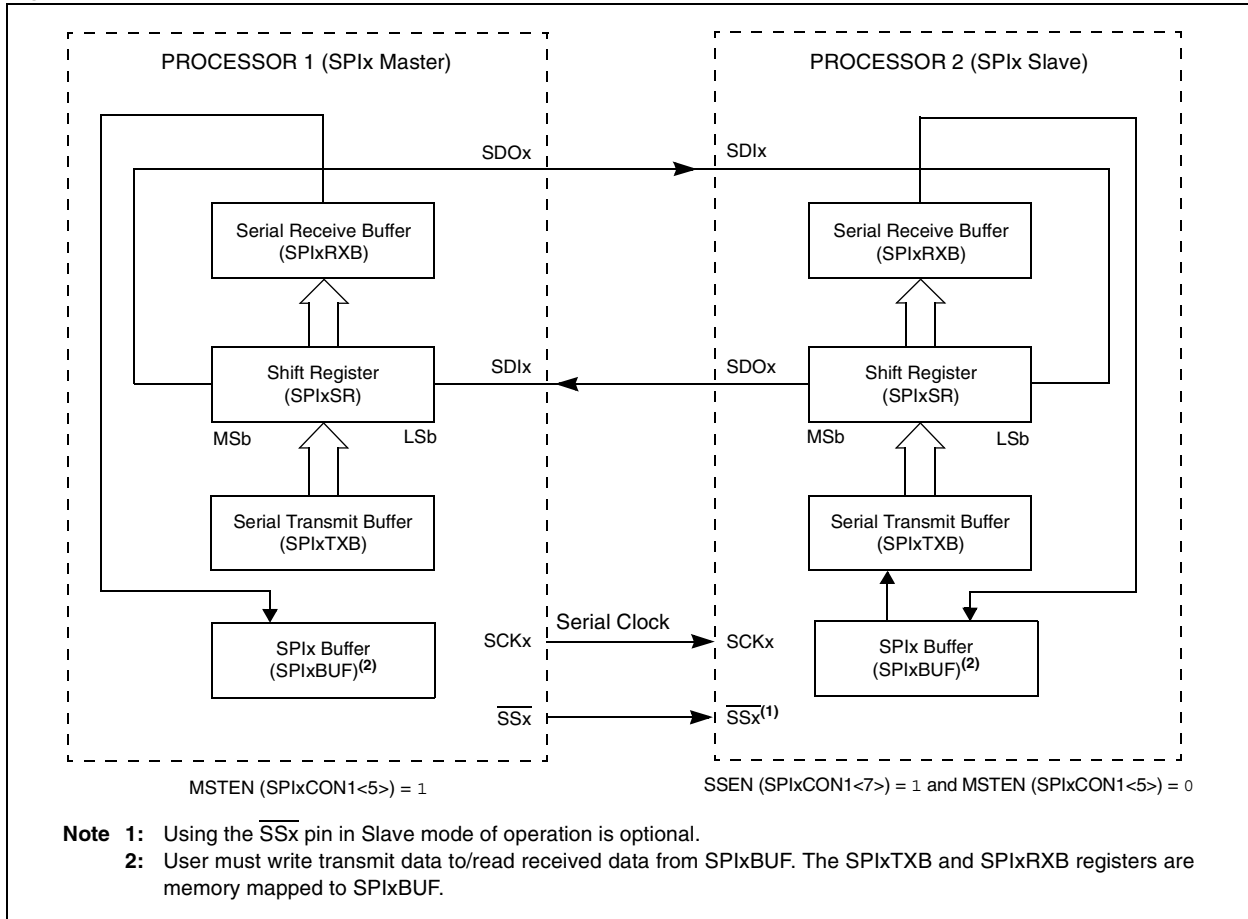 PROCESSOR 1 (SPIx Master)
SDOx
Serial Receive Buffer
(SPIxRXB)
Shift Register
(SPIxSR)
SDIx
MSb
LSb
Serial Transmit Buffer
(SPIxTXB)
SPIx Buffer
(SPIxBUF)(2)
SCKx
SSx
Serial Clock
PROCESSOR 2 (SPIx Slave)
SDIx
Serial Receive Buffer
(SPIxRXB)
SDOx
Shift Register
(SPIxSR)
MSb
LSb
Serial Transmit Buffer
(SPIxTXB)
SCKx
SPIx Buffer
(SPIxBUF)(2)
SSx(1)
MSTEN (SPIxCON1<5>) = 1
SSEN (SPIxCON1<7>) = 1 and MSTEN (SPIxCON1<5>) = 0
Note 1: Using the SSx pin in Slave mode of operation is optional.
2: User must write transmit data to/read received data from SPIxBUF. The SPIxTXB and SPIxRXB registers are
memory mapped to SPIxBUF.